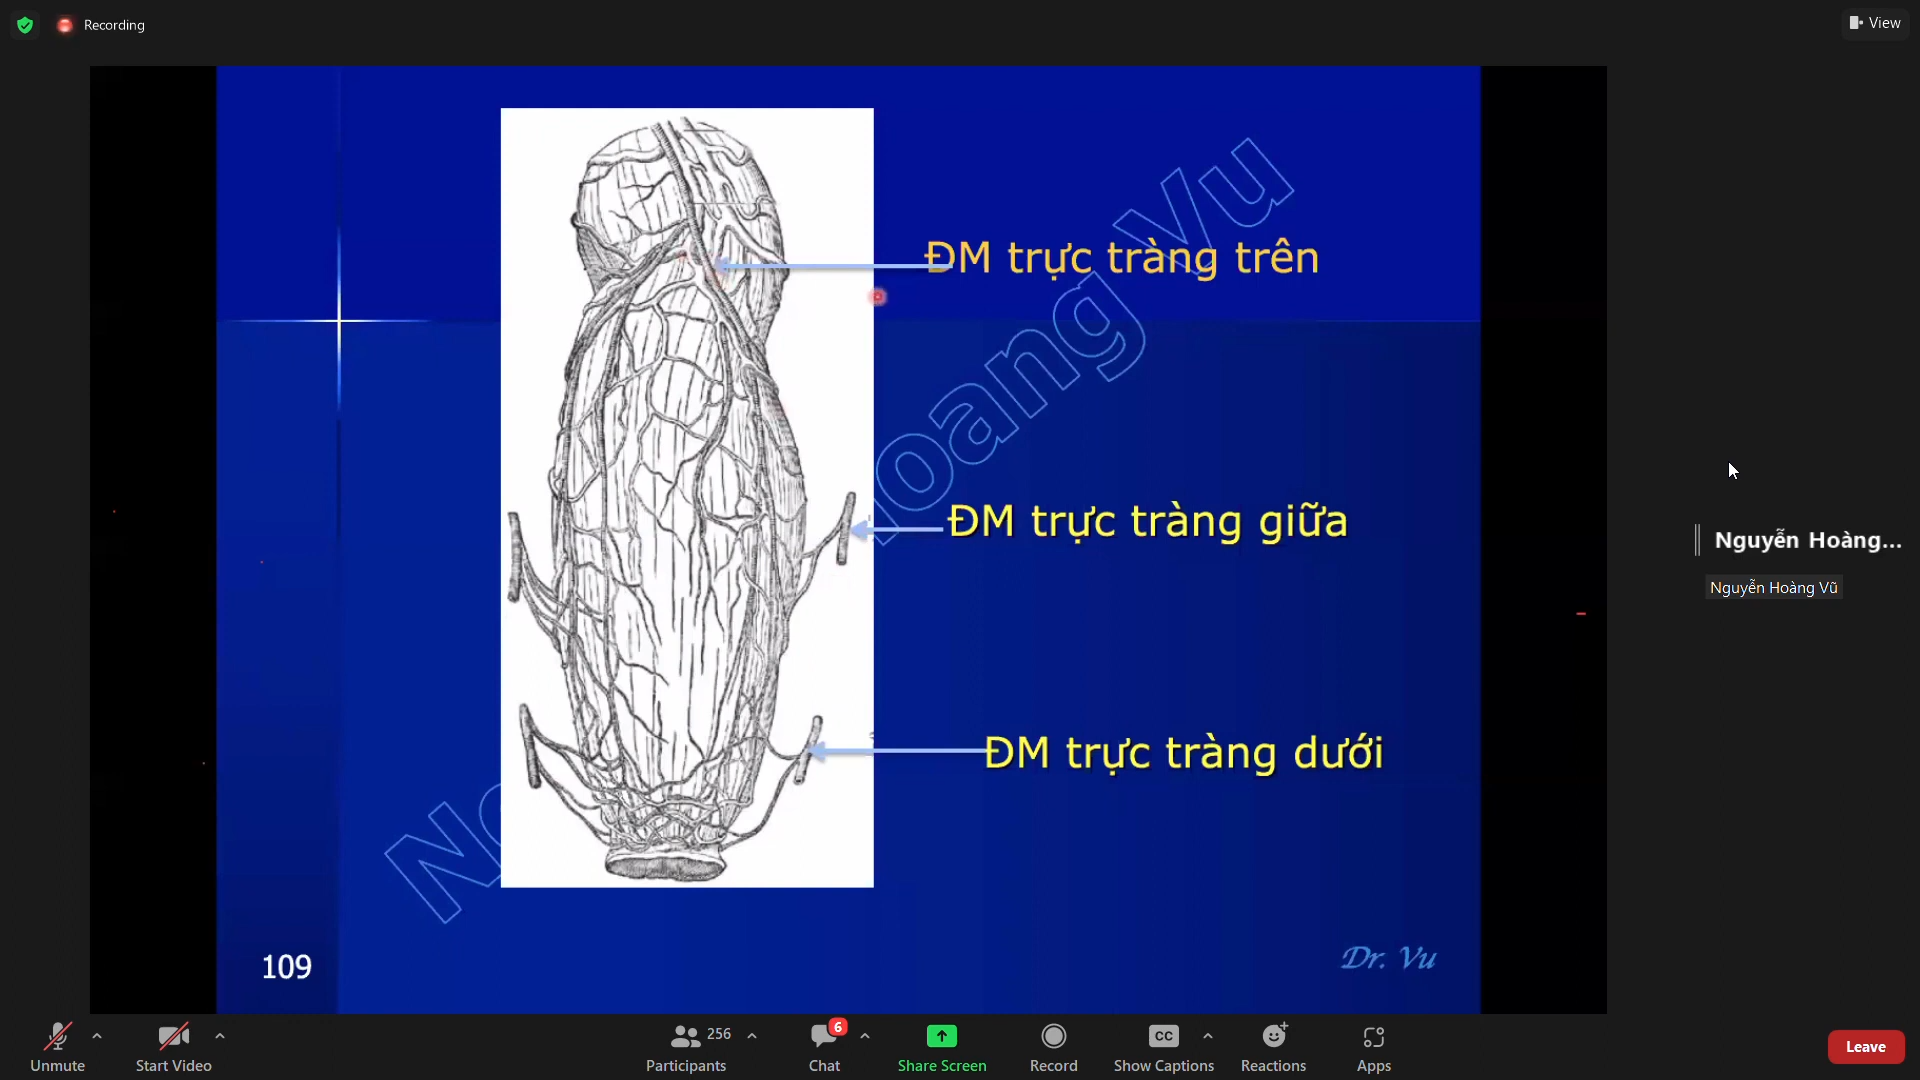 Recording
View
ĐM trực tràng trên
ĐM trực tràng giữa
ĐM trực tràng dưới
oang Vu
109
Dr. Vu
Nguyễn Hoàng...
Nguyễn Hoàng Vũ
Unmute
Start Video
256
Participants
6
Chat
Share Screen
Record
CC
Show Captions
Reactions
Apps
Leave